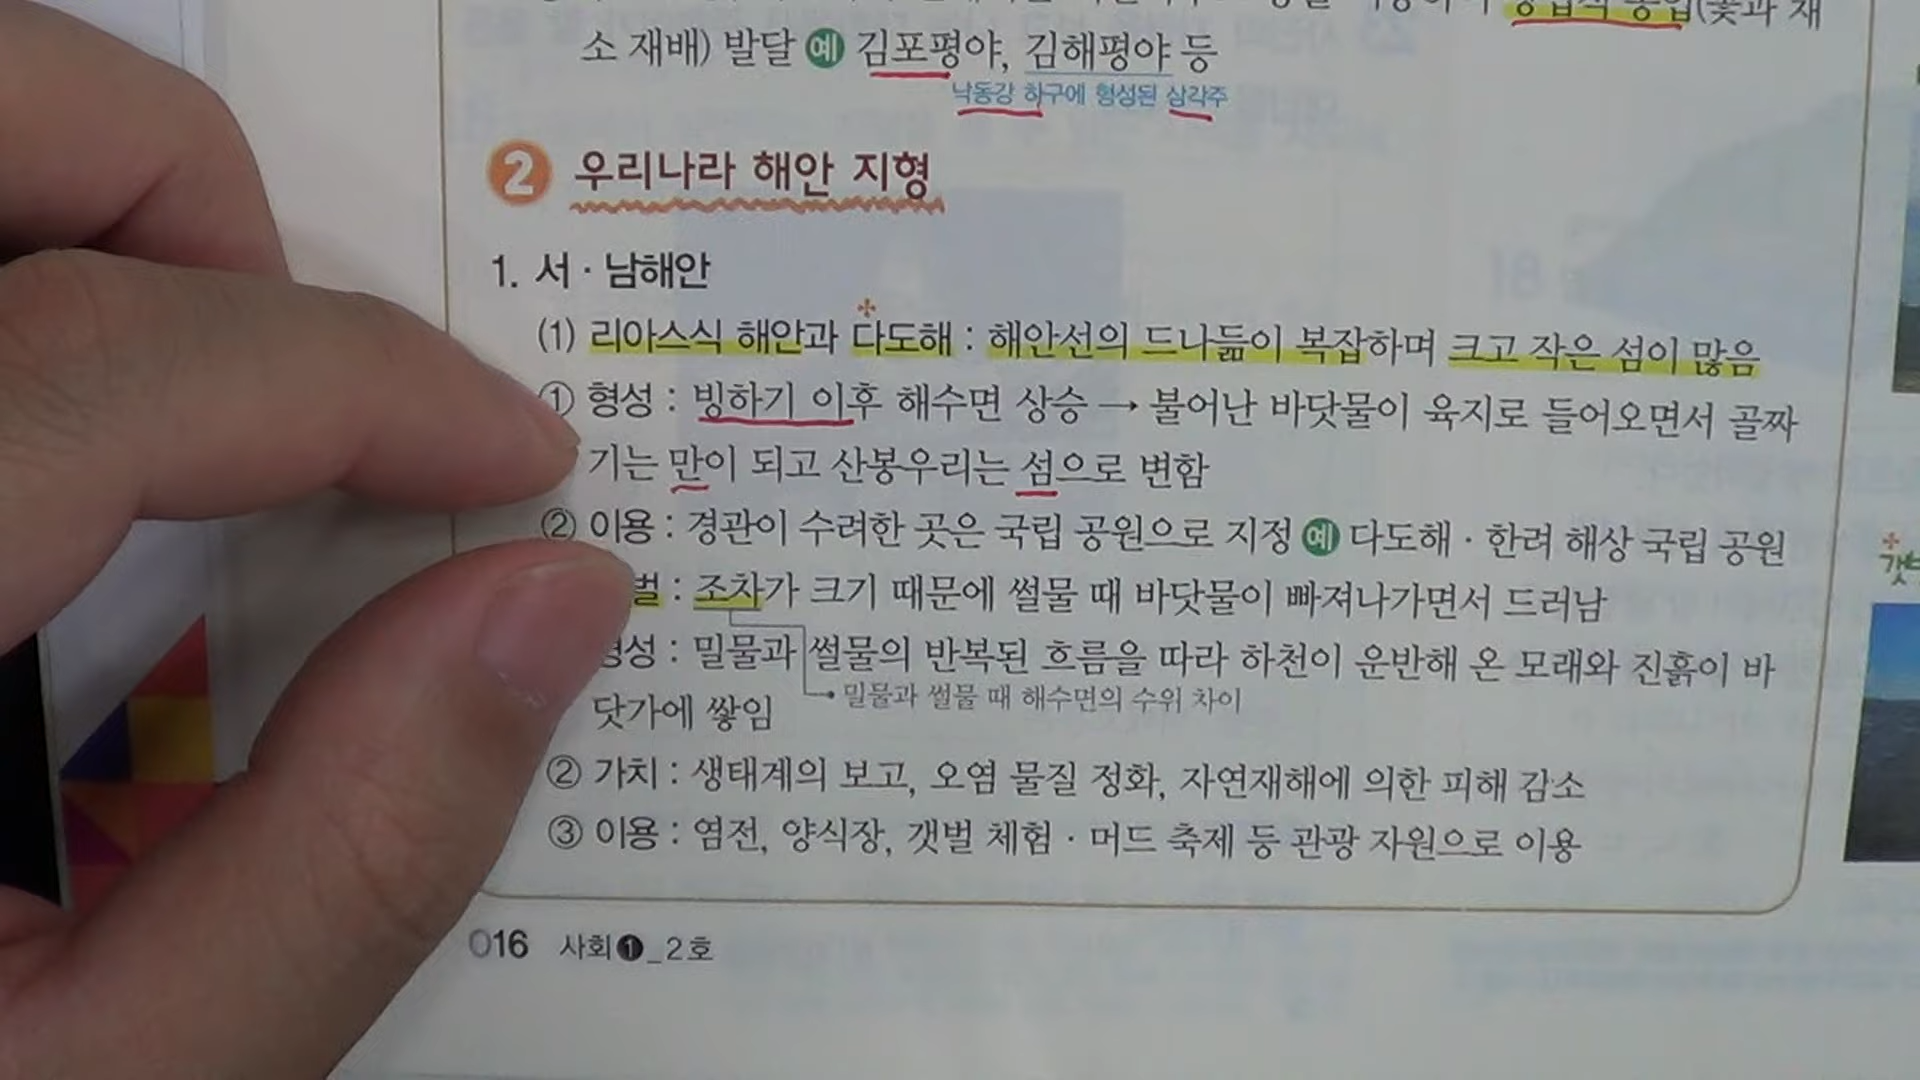 (꽃과 채
소 재배) 발달 예 김포평야, 김해평야 등
낙동강 하구에 형성된 삼각주
2 우리나라 해안 지형
1. 서·남해안
(1) 리아스식 해안과 다도해 : 해안선의 드나듦이 복잡하며 크고 작은 섬이 많음
① 형성 : 빙하기 이후 해수면 상승 → 불어난 바닷물이 육지로 들어오면서 골짜
기는 만이 되고 산봉우리는 섬으로 변함
② 이용 : 경관이 수려한 곳은 국립 공원으로 지정 예 다도해·한려 해상 국립 공원
벌 : 조차가 크기 때문에 썰물 때 바닷물이 빠져나가면서 드러남
형성 : 밀물과 썰물의 반복된 흐름을 따라 하천이 운반해 온 모래와 진흙이 바
밀물과 썰물 때 해수면의 수위 차이
닷가에 쌓임
② 가치 : 생태계의 보고, 오염 물질 정화, 자연재해에 의한 피해 감소
③ 이용 : 염전, 양식장, 갯벌 체험·머드 축제 등 관광 자원으로 이용
016 사회❶_2호